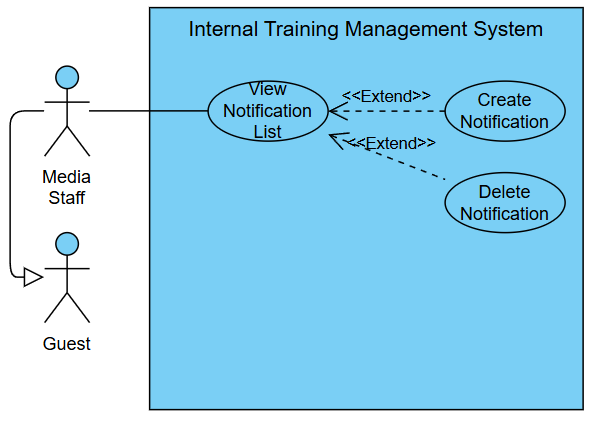 Internal Training Management System
View
Notification
List
<<Extend>>
Create
Notification
<<Extend>>
Delete
Notification
Media
Staff
Guest